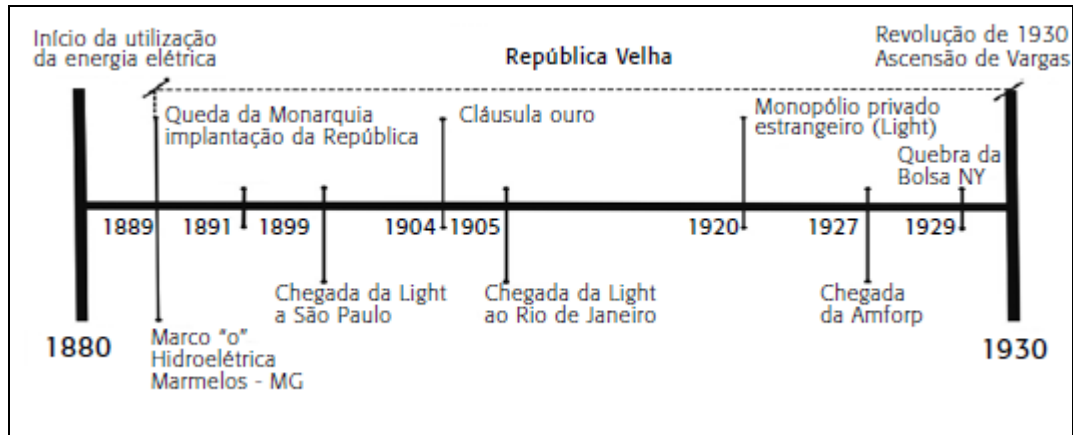 Início da utilização
da energia elétrica
República Velha
Revolução de 1930
Ascensão de Vargas
Queda da Monarquia
implantação da República
Cláusula ouro
Monopólio privado
estrangeiro (Light)
Quebra da
Bolsa NY
1889
1891
1899
1904
1905
1920
1927
1929
Chegada da Light
a São Paulo
Chegada da Light
ao Rio de Janeiro
Chegada
da Amforp
1880
Marco "o"
Hidroelétrica
Marmelos - MG
1930